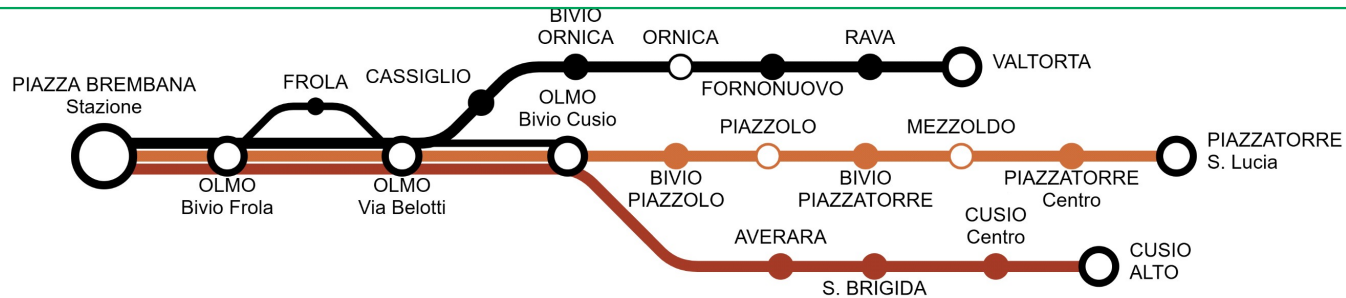 BIVIO
ORNICA
ORNICA
RAVA
VALTORTA
FORNONUOVO
CASSIGLIO
FROLA
PIAZZA BREMBANA
Stazione
OLMO
Bivio Cusio
OLMO
Bivio Frola
OLMO
Via Belotti
PIAZZOLO
MEZZOLDO
PIAZZATORRE
S. Lucia
BIVIO
PIAZZOLO
BIVIO
PIAZZATORRE
PIAZZATORRE
Centro
AVERARA
S. BRIGIDA
CUSIO
Centro
CUSIO
ALTO